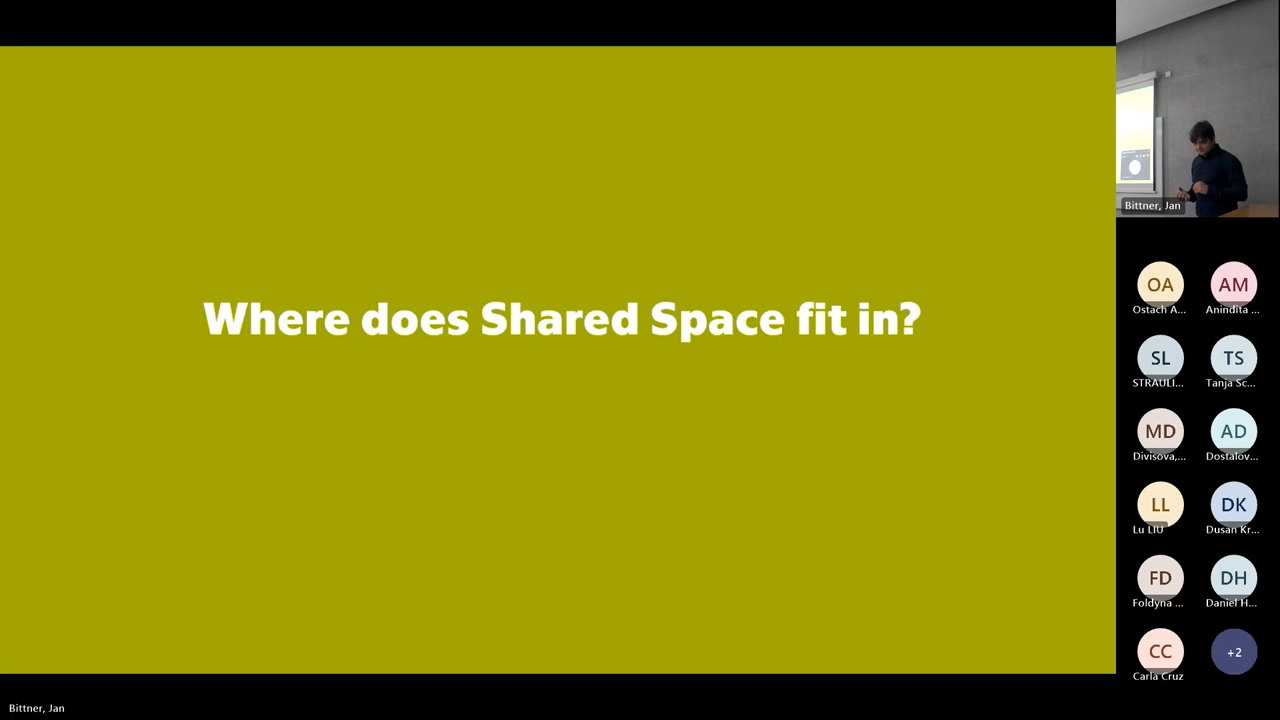 Where does Shared Space fit in?
Bittner, Jan
OA
AM
Ostach A...
Anindita ...
SL
TS
STRAULI...
Tanja Sc...
MD
AD
Divisova,...
Dostalov...
LL
DK
Lu LIU
Dusan Kr...
FD
DH
Foldyna ...
Daniel H...
CC
+2
Carla Cruz
Bittner, Jan